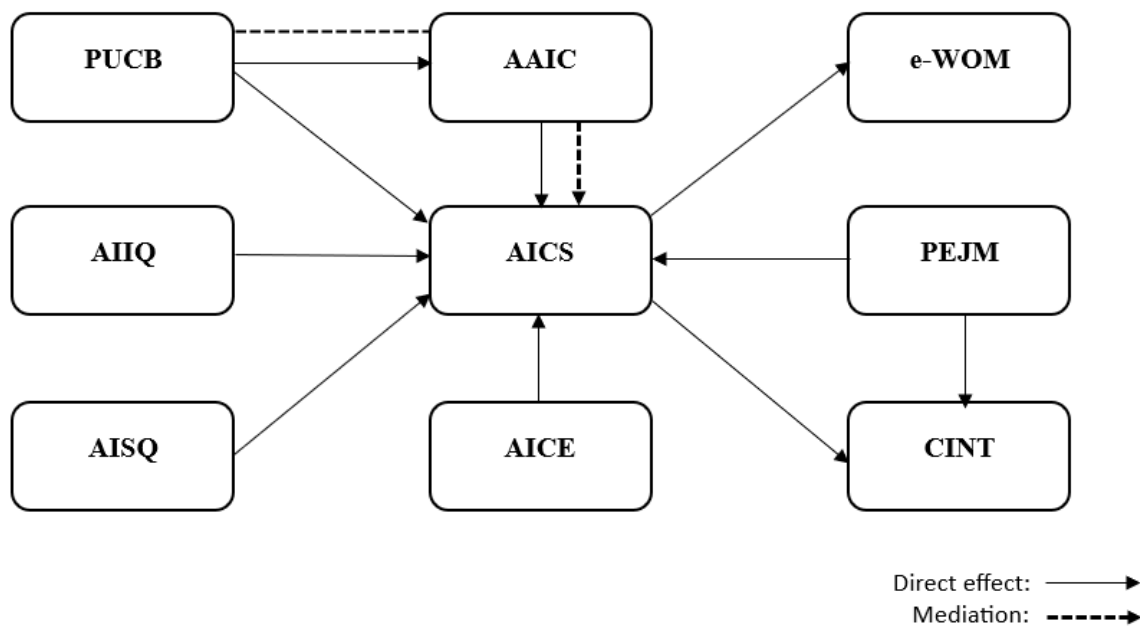 PUCB
AAIC
e-WOM
AIIQ
AICS
PEJM
AISQ
AICE
CINT
Direct effect:
Mediation: